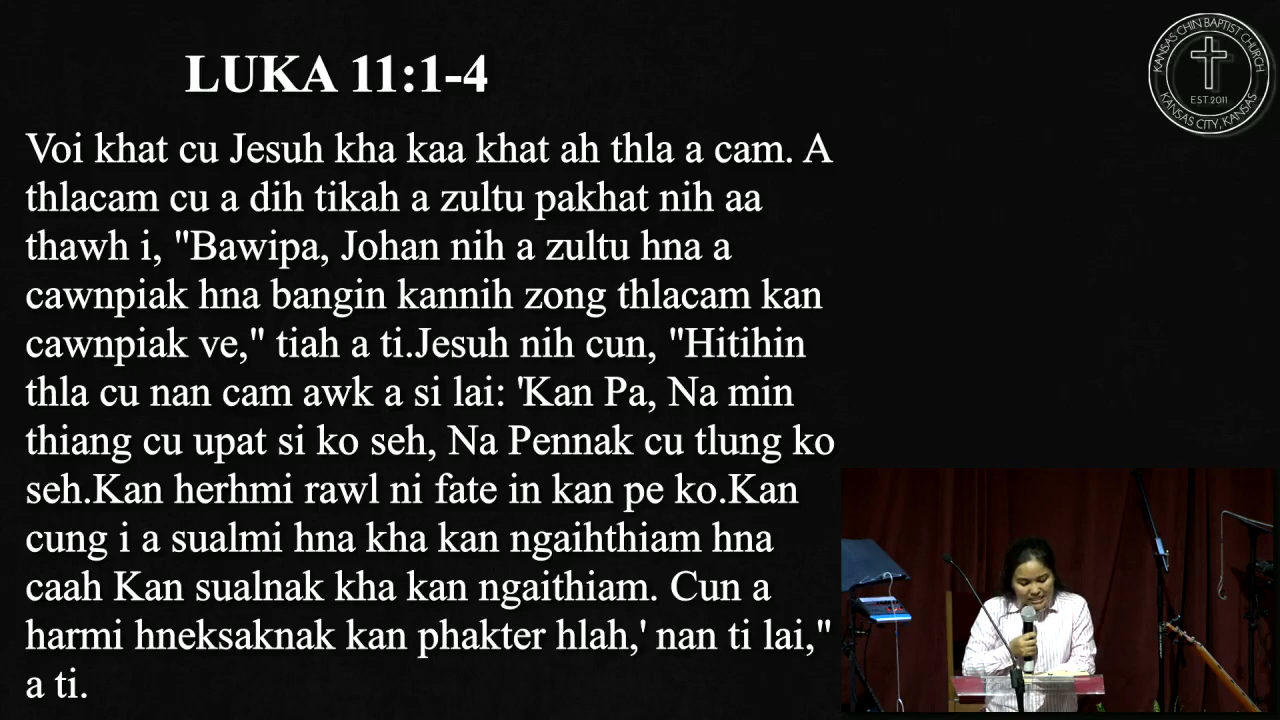 LUKA 11:1-4
Voi khat cu Jesuh kha kaa khat ah thla a cam. A
thlacam cu a dih tikah a zultu pakhat nih aa
thawh i, "Bawipa, Johan nih a zultu hna a
cawnpiak hna bangin kannih zong thlacam kan
cawnpiak ve," tiah a ti.Jesuh nih cun, "Hitihin
thla cu nan cam awk a si lai: 'Kan Pa, Na min
thiang cu upat si ko seh, Na Pennak cu tlung ko
seh.Kan herhmi rawl ni fate in kan pe ko.Kan
cung i a sualmi hna kha kan ngaihthiam hna
caah Kan sualnak kha kan ngaithiam. Cun a
harmi hneksaknak kan phakter hlah,' nan ti lai,"
a ti.
KANSAS CHIN BAPTIST CHURCH
EST.2011
KANSAS CITY, KANSAS